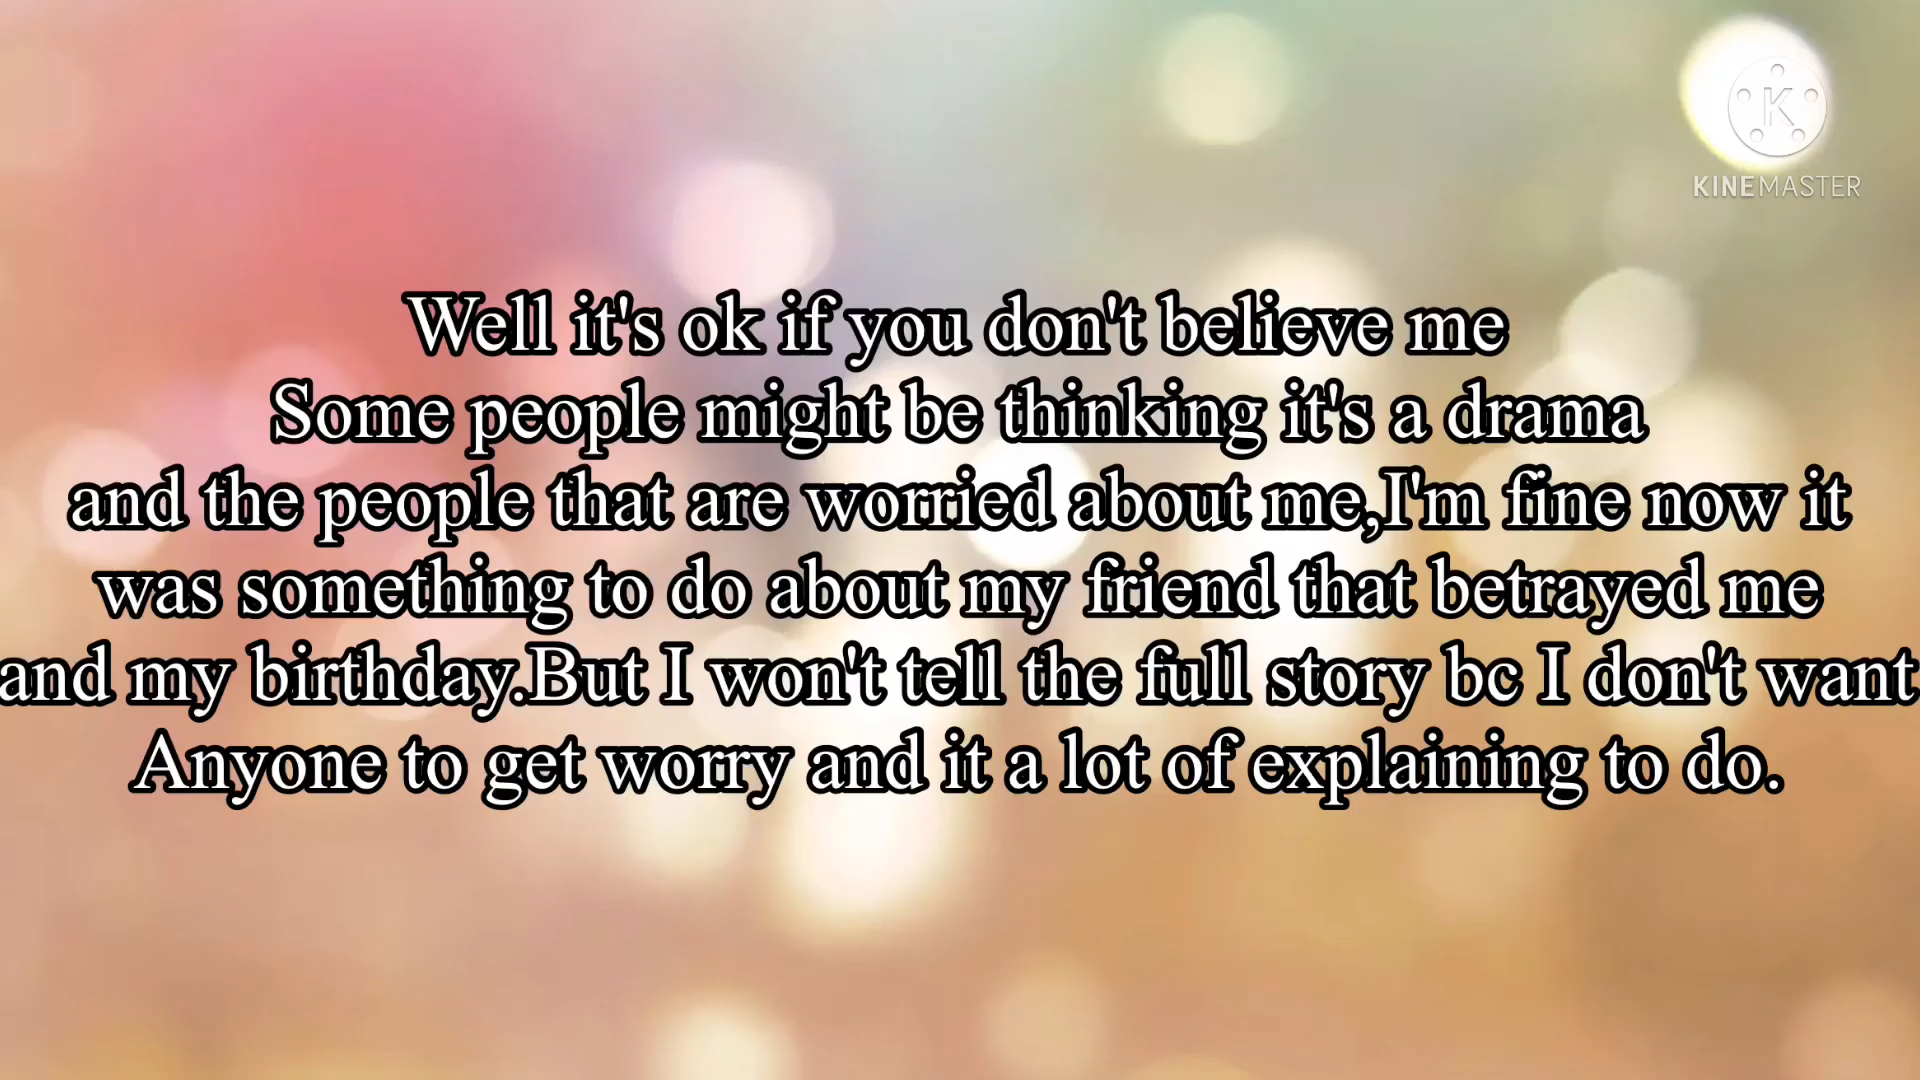 K
KINEMASTER
Well it's ok if you don't believe me
Some people might be thinking it's a drama
and the people that are worried about me,I'm fine now it
was something to do about my friend that betrayed me
and my birthday.But I won't tell the full story bc I don't want
Anyone to get worry and it a lot of explaining to do.